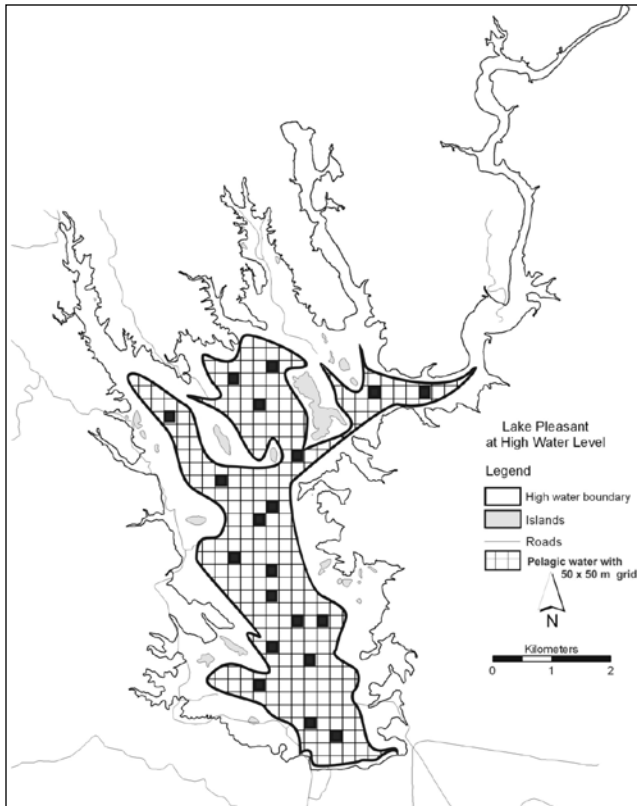 Lake Pleasant
at High Water Level
Legend
High water boundary
Islands
Roads
Pelagic water with
50 x 50 m grid
N
Kilometers
0 1 2